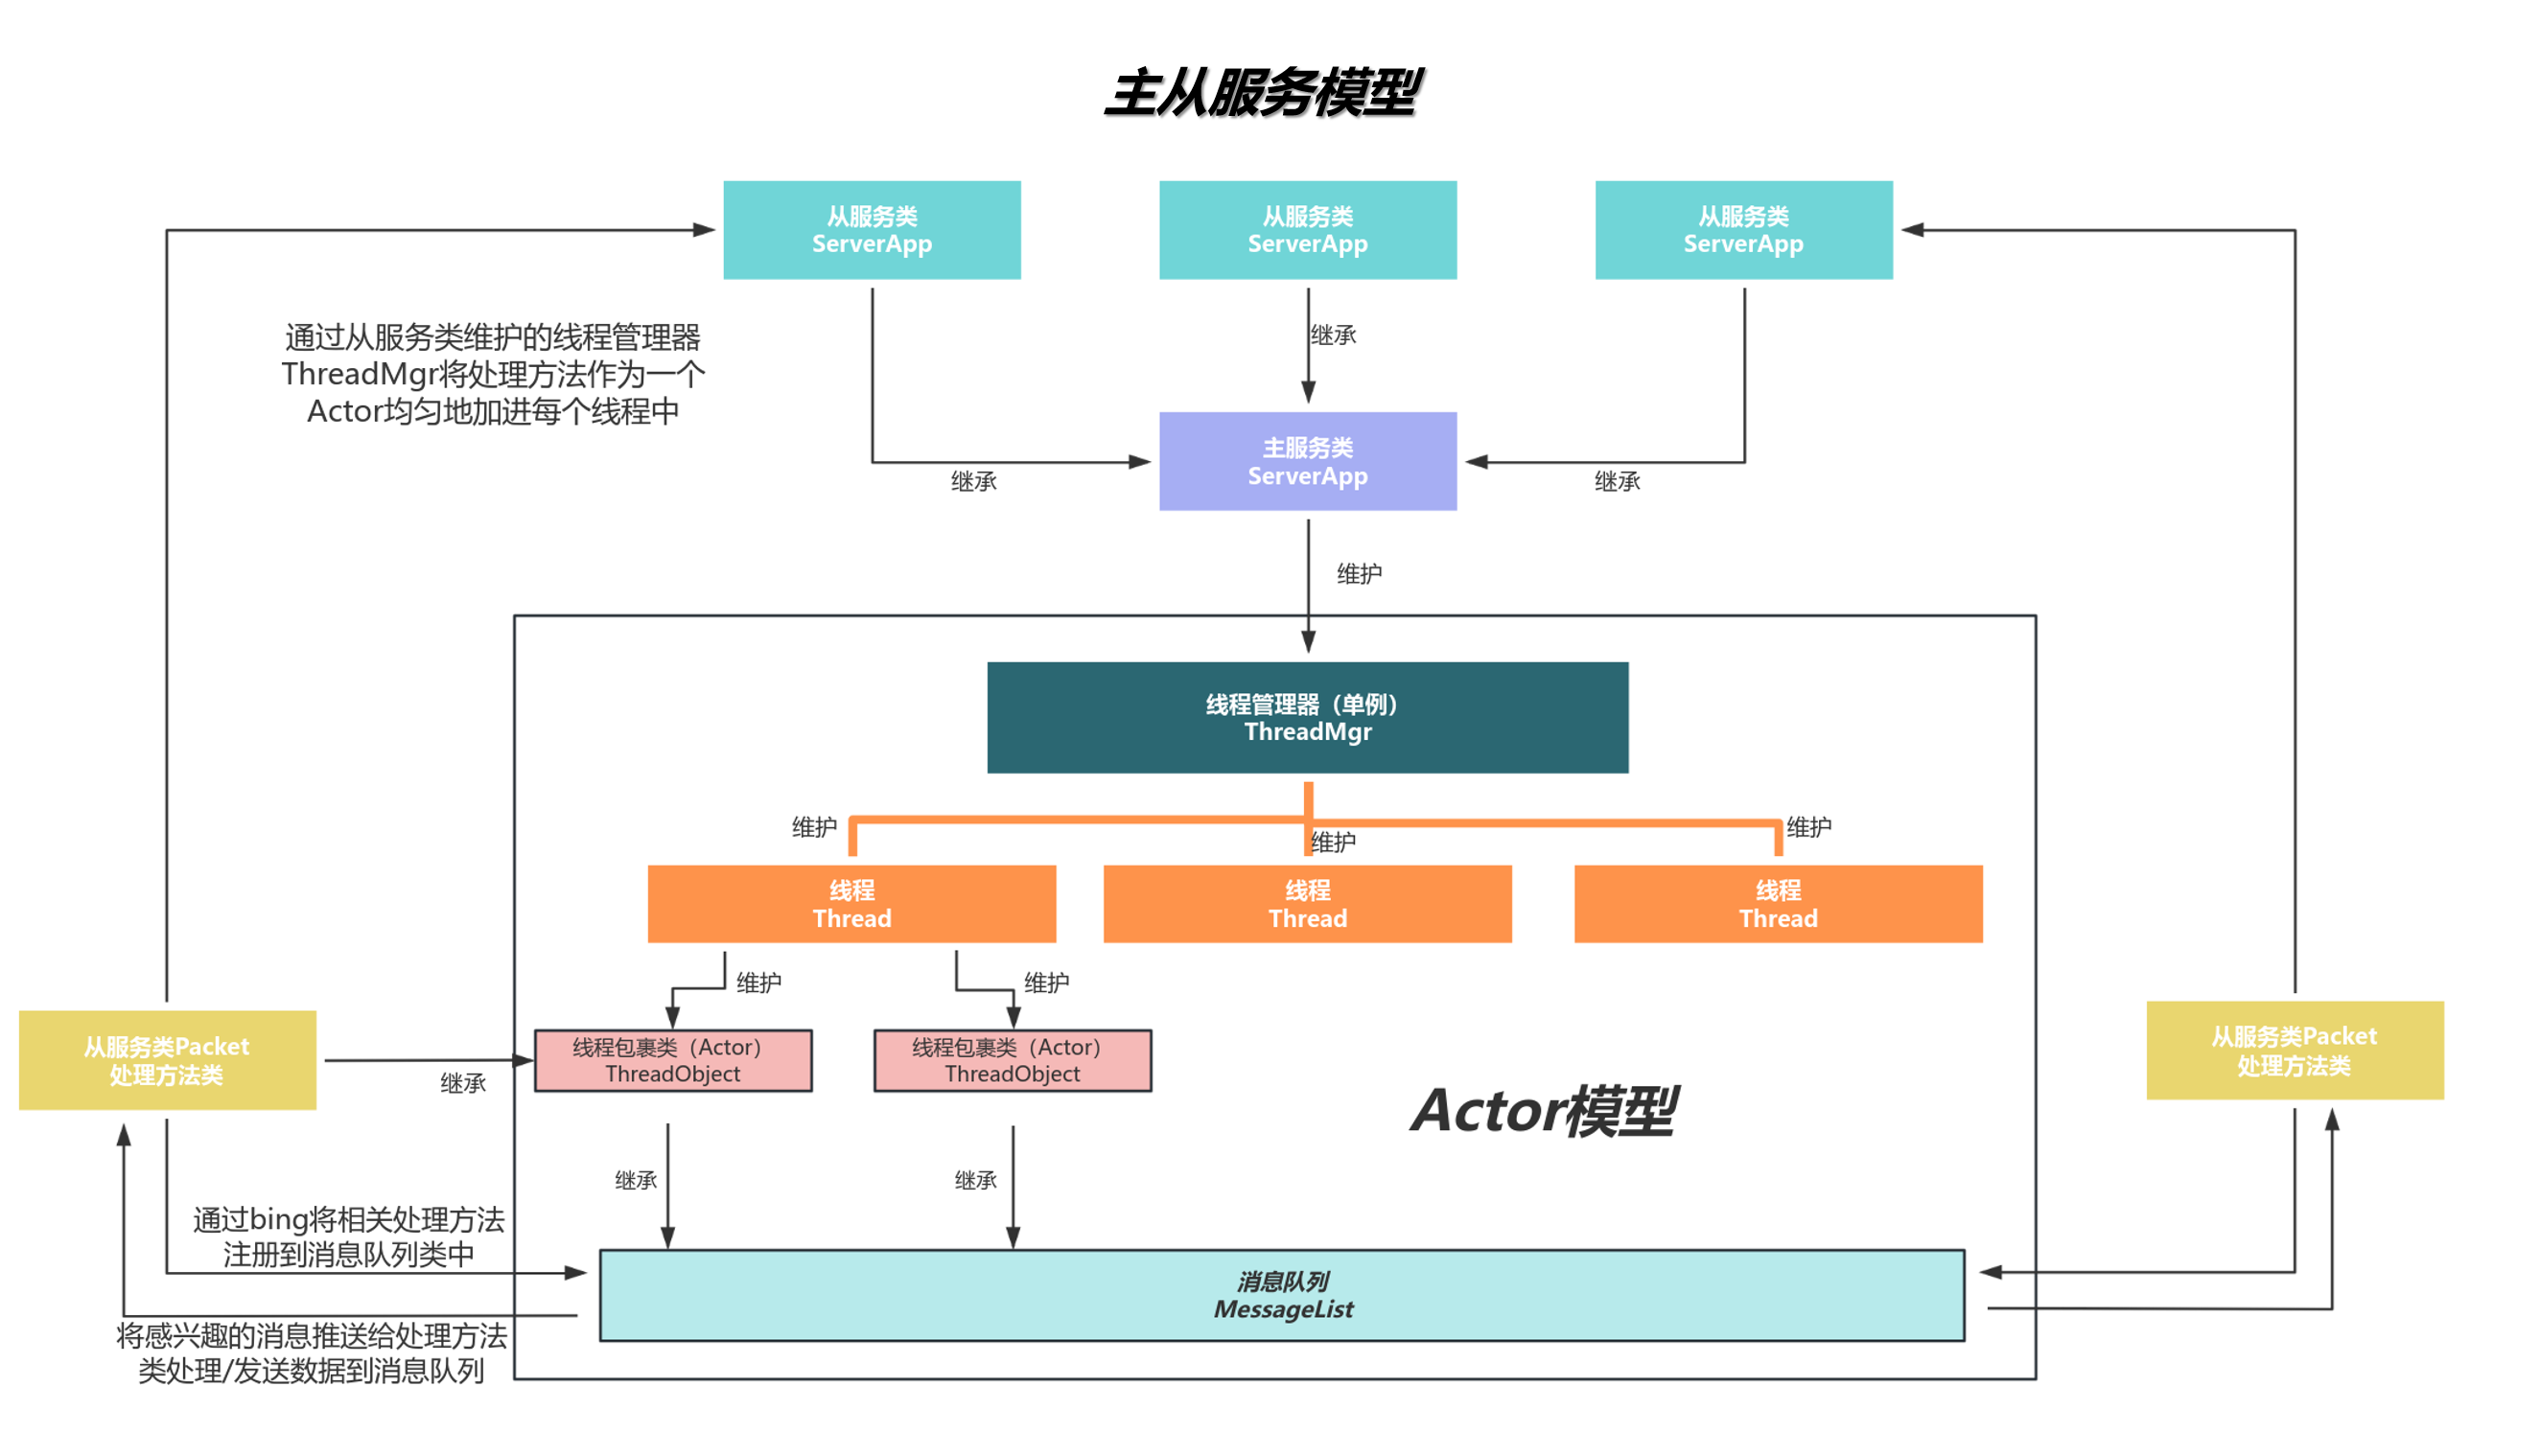 主从服务模型
从服务类
ServerApp
从服务类
ServerApp
从服务类
ServerApp
通过从服务类维护的线程管理器
ThreadMgr将处理方法作为一个
Actor均匀地加进每个线程中
继承
主服务类
ServerApp
继承
继承
维护
线程管理器（单例）
ThreadMgr
维护
维护
维护
线程
Thread
线程
Thread
线程
Thread
维护
维护
从服务类Packet
处理方法类
继承
线程包裹类（Actor）
ThreadObject
线程包裹类（Actor）
ThreadObject
从服务类Packet
处理方法类
Actor模型
继承
继承
通过bing将相关处理方法
注册到消息队列类中
消息队列
MessageList
将感兴趣的消息推送给处理方法
类处理/发送数据到消息队列